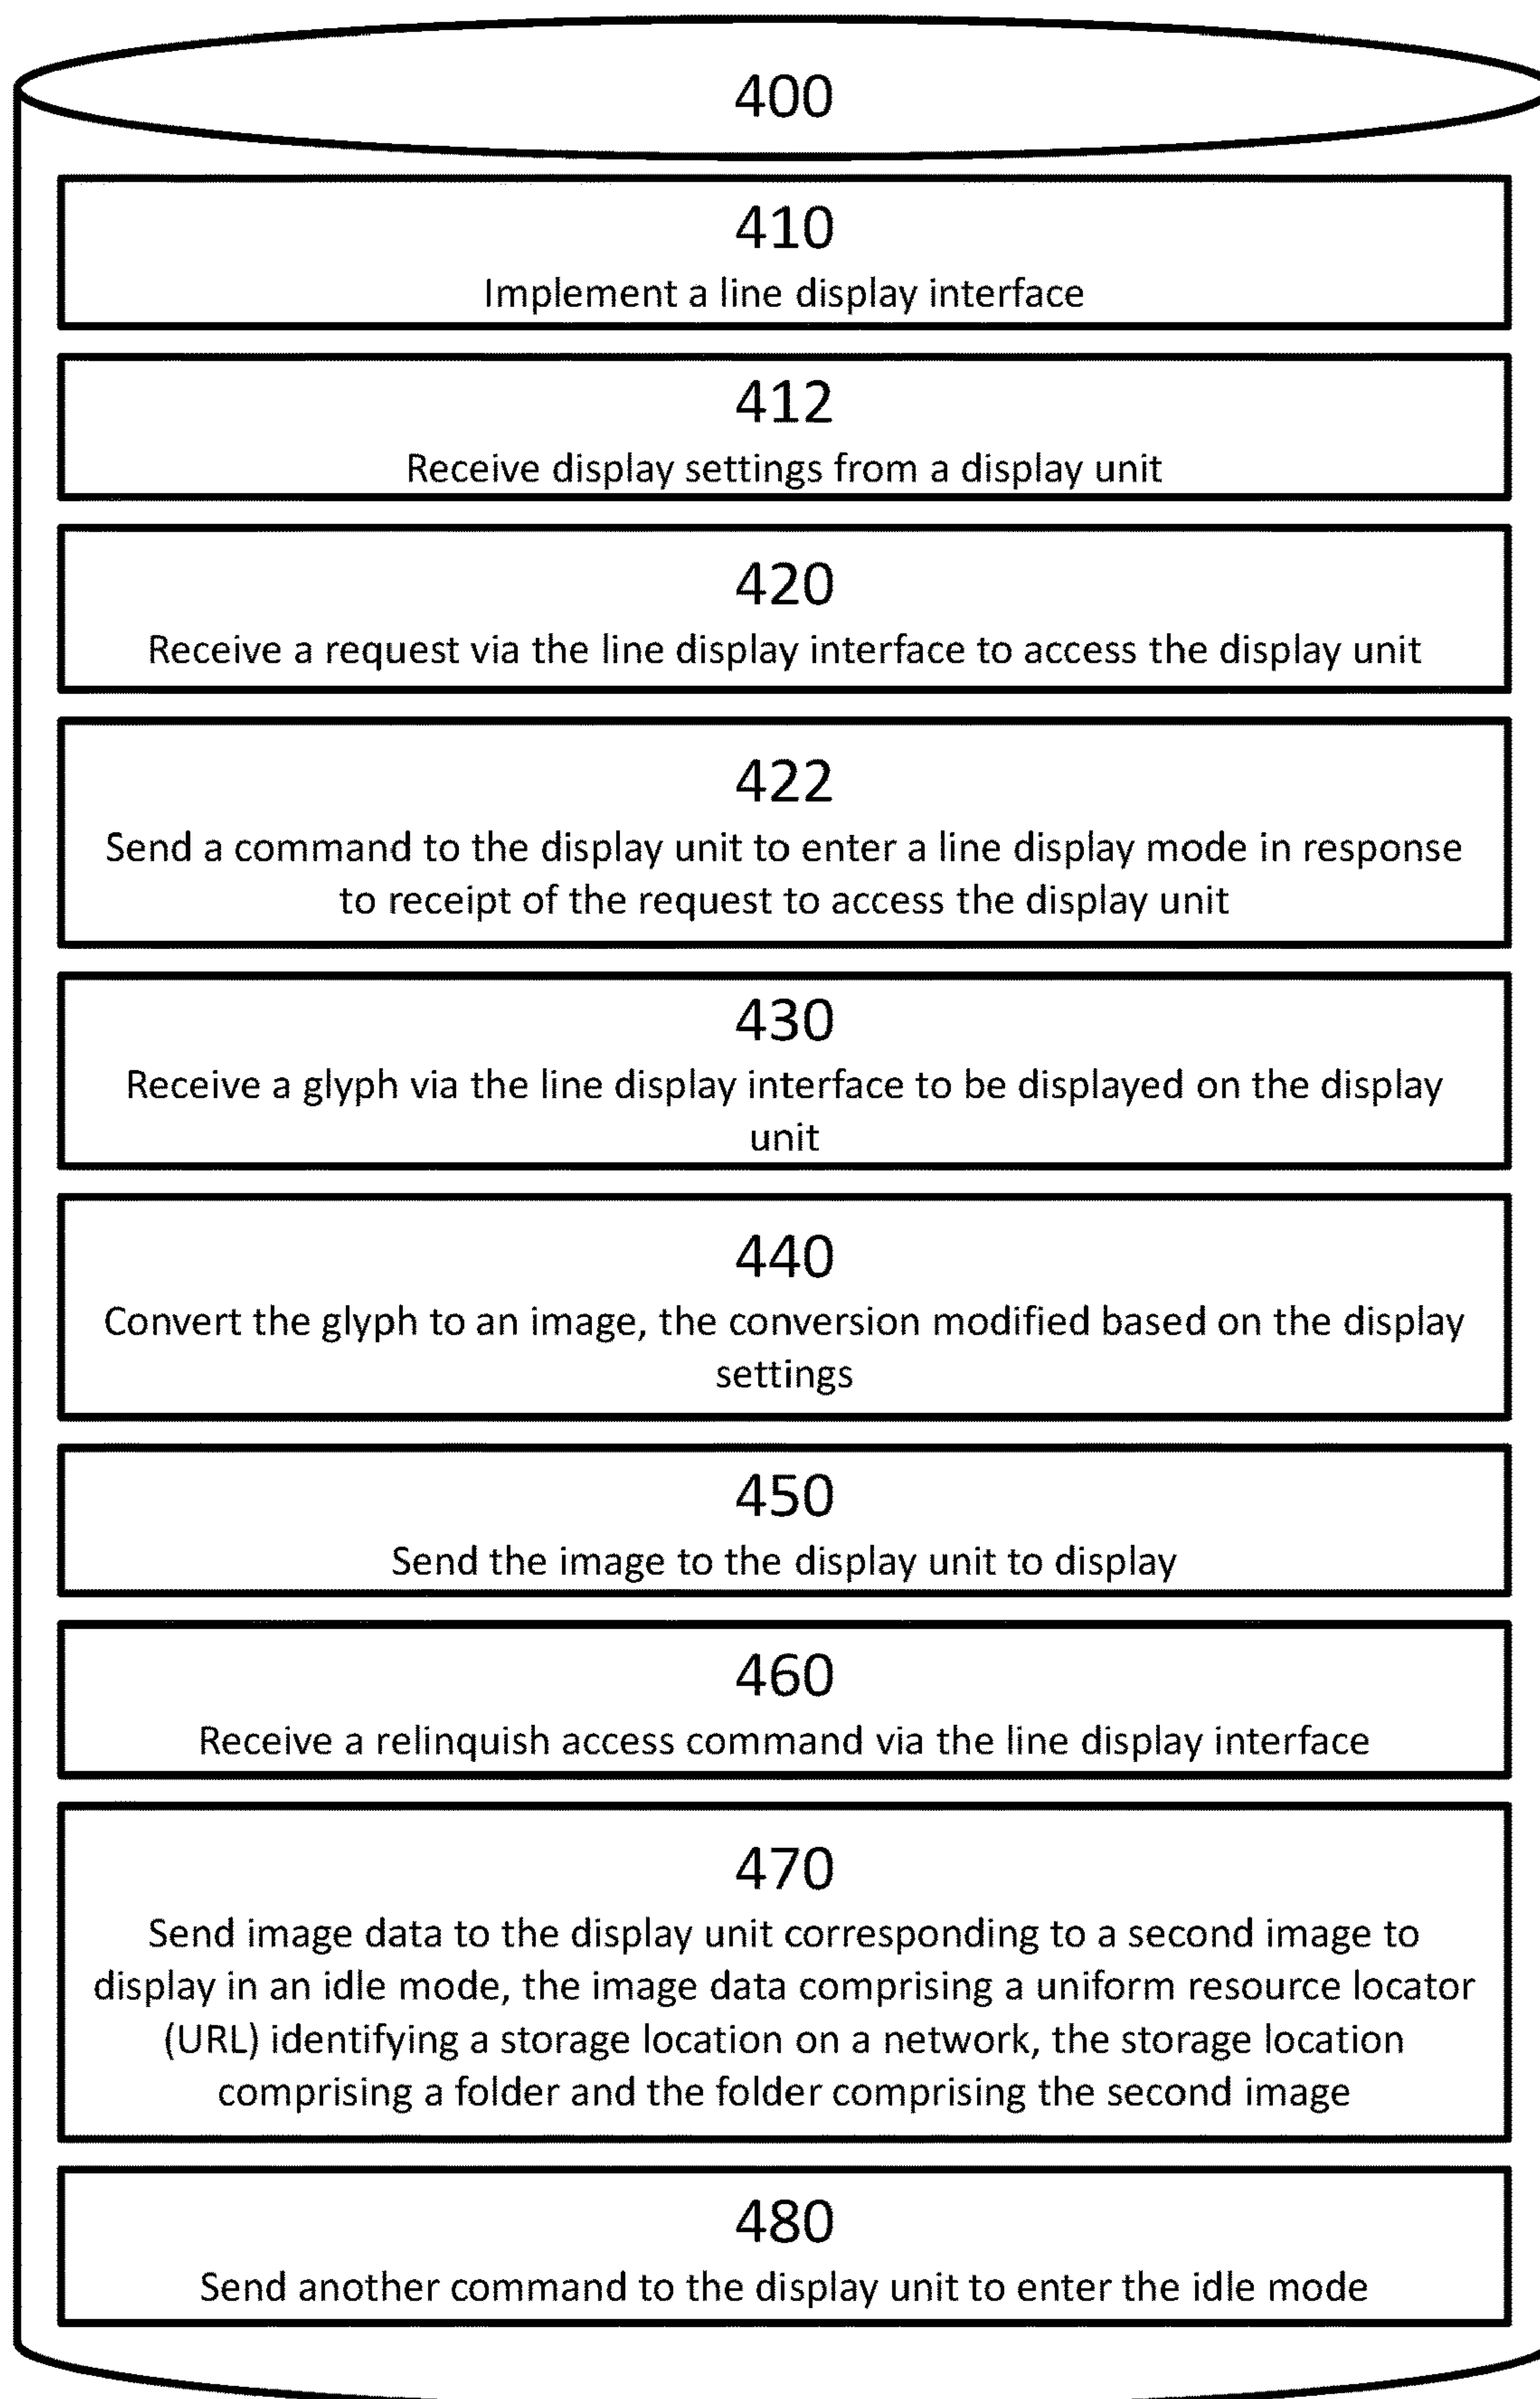 400
410
Implement a line display interface
412
Receive display settings from a display unit
420
Receive a request via the line display interface to access the display unit
422
Send a command to the display unit to enter a line display mode in response
to receipt of the request to access the display unit
430
Receive a glyph via the line display interface to be displayed on the display
unit
440
Convert the glyph to an image, the conversion modified based on the display
settings
450
Send the image to the display unit to display
460
Receive a relinquish access command via the line display interface
470
Send image data to the display unit corresponding to a second image to
display in an idle mode, the image data comprising a uniform resource locator
(URL) identifying a storage location on a network, the storage location
comprising a folder and the folder comprising the second image
480
Send another command to the display unit to enter the idle mode